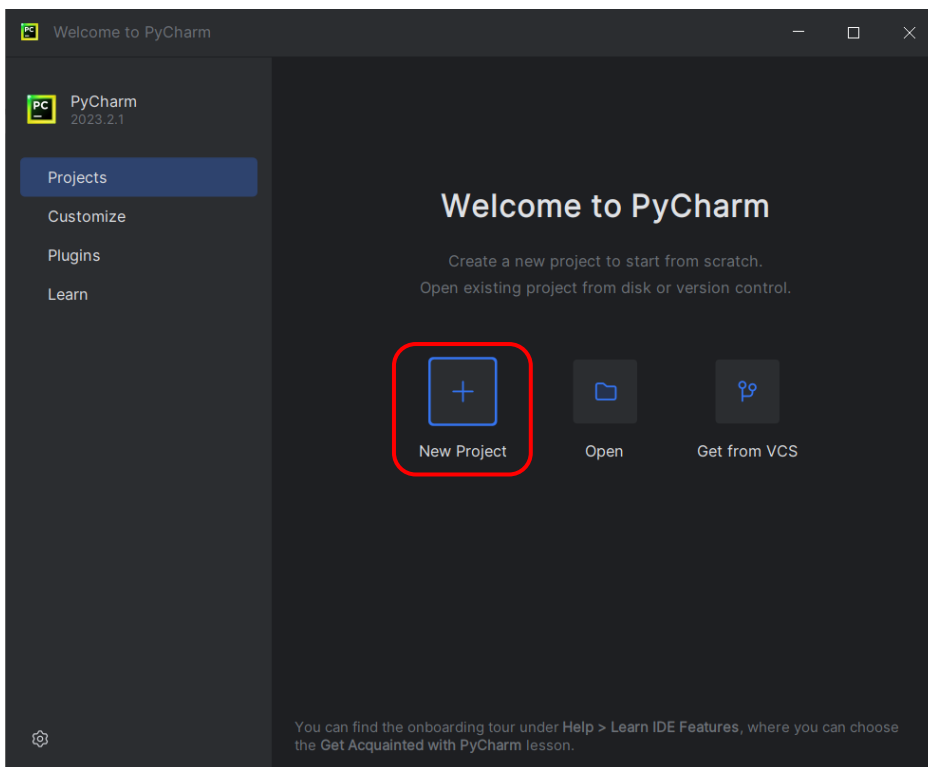 PC
Welcome to PyCharm
PC
PyCharm
2023.2.1
Projects
Customize
Plugins
Learn
Welcome to PyCharm
Create a new project to start from scratch.
Open existing project from disk or version control.
New Project
Open
Get from VCS
You can find the onboarding tour under Help > Learn IDE Features, where you can choose
the Get Acquainted with PyCharm lesson.